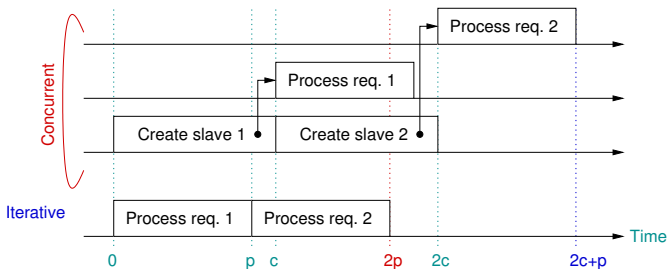 Process req. 2
Process req. 1
Concurrent
Create slave 1 Create slave 2
Iterative
Process req. 1 Process req. 2
Time
0 p c 2p 2c 2c+p